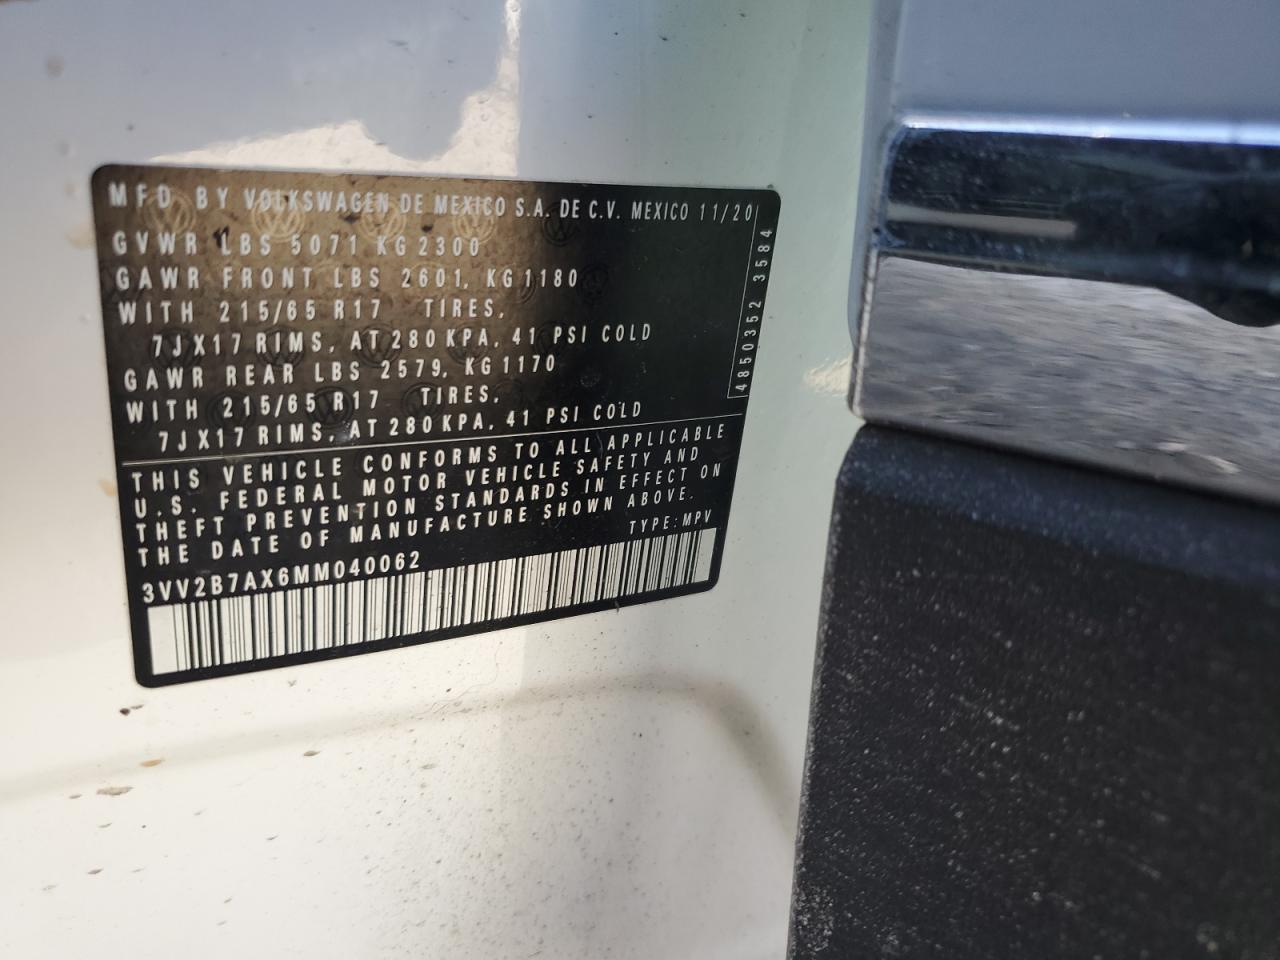 MFD BY VOLKSWAGEN DE MEXICO S.A. DE C.V. MEXICO 11/20
GVWR LBS 5071 KG 2300
GAWR FRONT LBS 2601, KG 1180
WITH 215/65 R17 TIRES,
7JX17 RIMS, AT 280 KPA, 41 PSI COLD
GAWR REAR LBS 2579, KG 1170
WITH 215/65 R17 TIRES,
7JX17 RIMS, AT 280 KPA, 41 PSI COLD
4850352 3584
THIS VEHICLE CONFORMS TO ALL APPLICABLE
U.S. FEDERAL MOTOR VEHICLE SAFETY AND
THEFT PREVENTION STANDARDS IN EFFECT ON
THE DATE OF MANUFACTURE SHOWN ABOVE.
TYPE: MPV
3VV2B7AX6MM040062